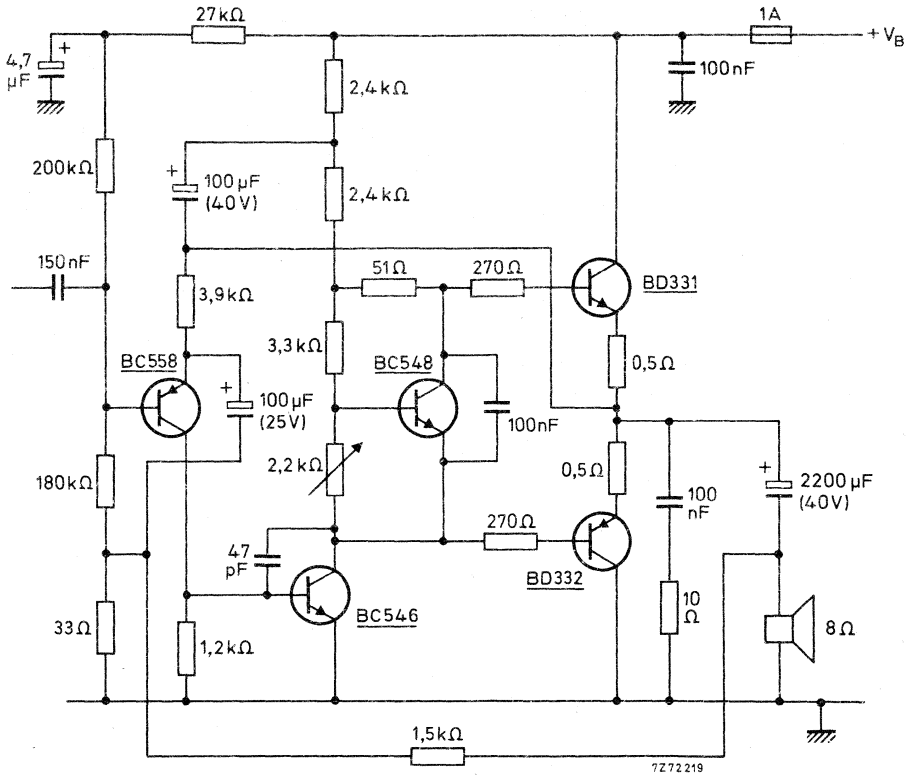 27kΩ
1A
+ V_B
+
4,7
µF
100nF
2,4kΩ
200kΩ
+
100µF
(40V)
2,4kΩ
150nF
51Ω
270Ω
BD331
3,9kΩ
3,3kΩ
0,5Ω
BC558
BC548
+
100µF
(25V)
100nF
2,2kΩ
0,5Ω
+
2200µF
(40V)
180kΩ
100
nF
270Ω
47
pF
BD332
BC546
33Ω
1,2kΩ
10
Ω
8Ω
1,5kΩ
7Z72219